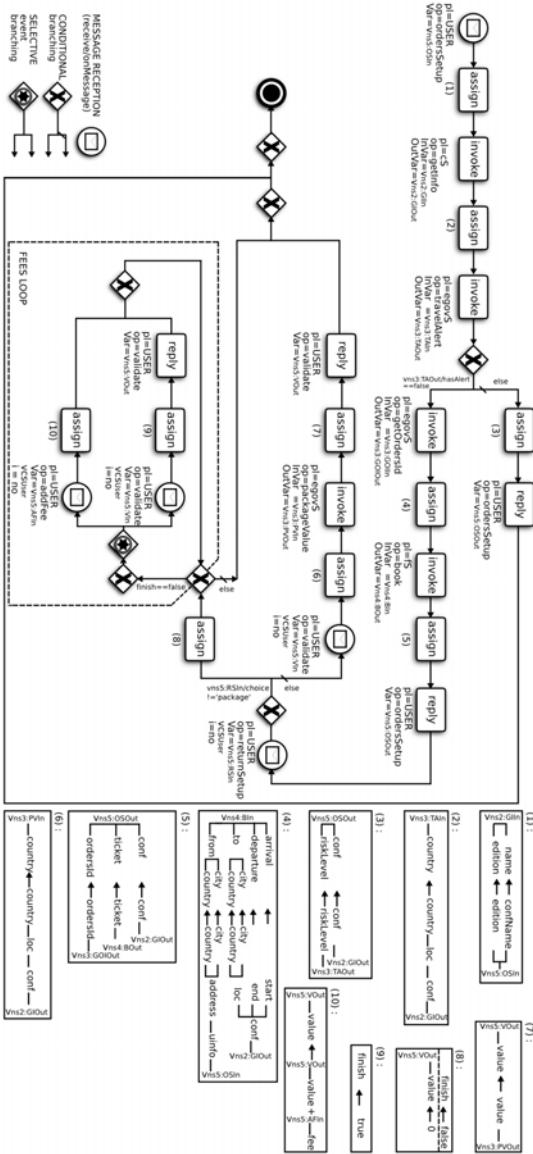 pl=USER
op=ordersSetup
Var=Vns5:OSIn
(1)
assign
invoke
pl=cS
op=getInfo
InVar=Vns2:GIIn
OutVar=Vns2:GIOut
(2)
assign
invoke
pl=egovS
op=travelAlert
InVar =Vns3:TAIn
OutVar=Vns3:TAOut
vns3:TAOut/hasAlert
==false
else
(3)
assign
reply
pl=USER
op=ordersSetup
Var=Vns5:OSOut
invoke
pl=egovS
op=getOrdersId
InVar =Vns3:GOIIn
OutVar=Vns3:GOIOut
(4)
assign
invoke
pl=fS
op=book
InVar =Vns4:BIn
OutVar=Vns4:BOut
(5)
assign
reply
pl=USER
op=ordersSetup
Var=Vns5:OSOut
pl=USER
op=returnSetup
Var=Vns5:RSIn
vCSUser
i=no
vns5:RSIn/choice
!='package'
else
pl=USER
op=validate
Var=Vns5:VIn
vCSUser
i=no
(6)
assign
invoke
pl=egovS
op=packageValue
InVar =Vns3:PVIn
OutVar=Vns3:PVOut
(7)
assign
reply
pl=USER
op=validate
Var=Vns5:VOut
(8)
assign
else
finish==false
FEES LOOP
pl=USER
op=validate
Var=Vns5:VIn
vCSUser
i=no
(9)
assign
reply
pl=USER
op=validate
Var=Vns5:VOut
pl=USER
op=addFee
Var=Vns5:AFIn
vCSUser
i = no
(10)
assign
MESSAGE RECEPTION
(receive/onMessage)
CONDITIONAL
branching
SELECTIVE
event
branching
(1) :
Vns2:GIIn
name confName
edition edition
Vns5:OSIn
(2) :
Vns3:TAIn
country country loc conf
Vns2:GIOut
(3) :
Vns5:OSOut
conf conf
Vns2:GIOut
riskLevel riskLevel
Vns3:TAOut
(4) :
Vns4:BIn
arrival start
departure end
conf
Vns2:GIOut
to
city city
country country
loc
from
city city
country country
address uinfo
Vns5:OSIn
(5) :
Vns5:OSOut
conf conf
Vns2:GIOut
ticket ticket
Vns4:BOut
ordersId ordersId
Vns3:GOIOut
(6) :
Vns3:PVIn
country country loc conf
Vns2:GIOut
(7) :
Vns5:VOut
value value
Vns3:PVOut
(8) :
finish false
Vns5:VOut
value 0
(9) :
finish true
(10) :
Vns5:VOut
value value + fee
Vns5:VOut
Vns5:AFIn